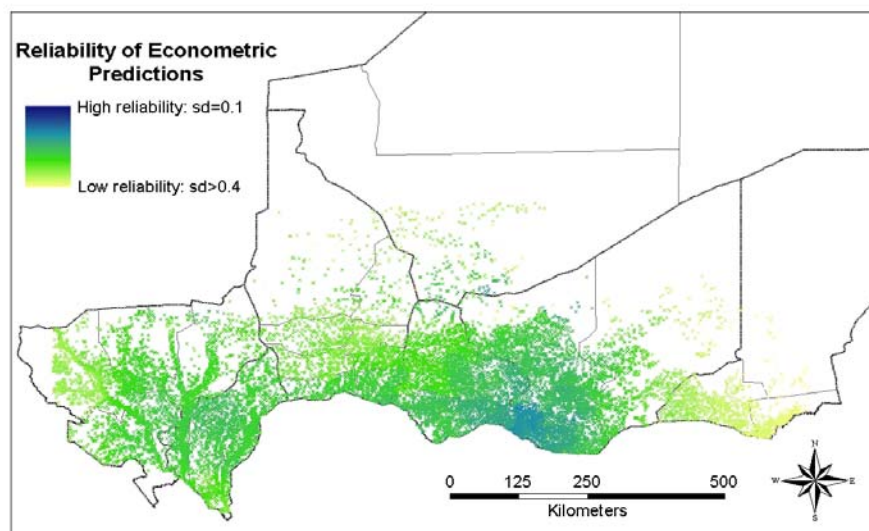 Reliability of Econometric
Predictions
High reliability: sd=0.1
Low reliability: sd>0.4
0 125 250 500
Kilometers
N
W E
S